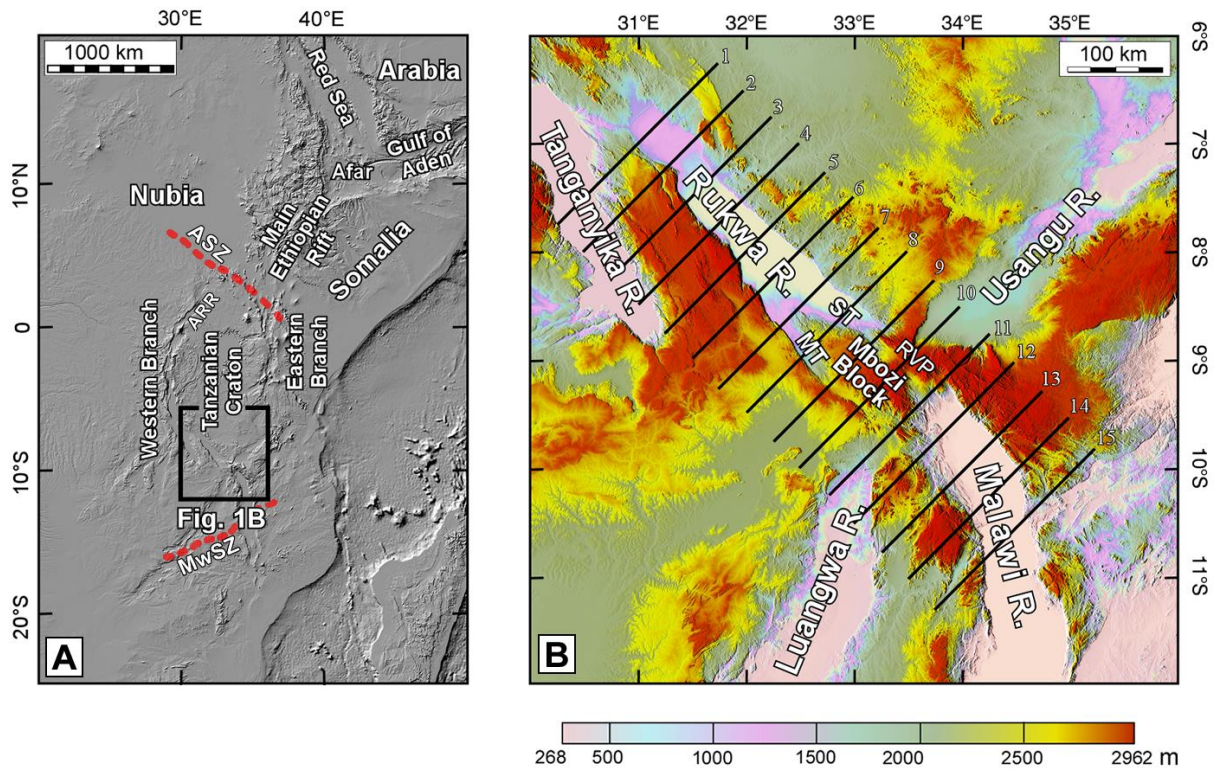 30°E
40°E
1000 km
Red Sea
Arabia
Gulf of
Aden
Afar
10°N
Nubia
Main
Ethiopian
Rift
ASZ
Somalia
ARR
0
Western Branch
Tanzanian
Craton
Eastern
Branch
10°S
Fig. 1B
MwSZ
20°S
A
31°E
32°E
33°E
34°E
35°E
9°S
100 km
1
2
3
4
5
6
7
8
9
10
11
12
13
14
15
7°S
8°S
9°S
10°S
11°S
Tanganyika R.
Rukwa R.
Usangu R.
ST
Mbozi
Block
MT
RVP
Luangwa R.
Malawi R.
B
268
500
1000
1500
2000
2500
2962 m